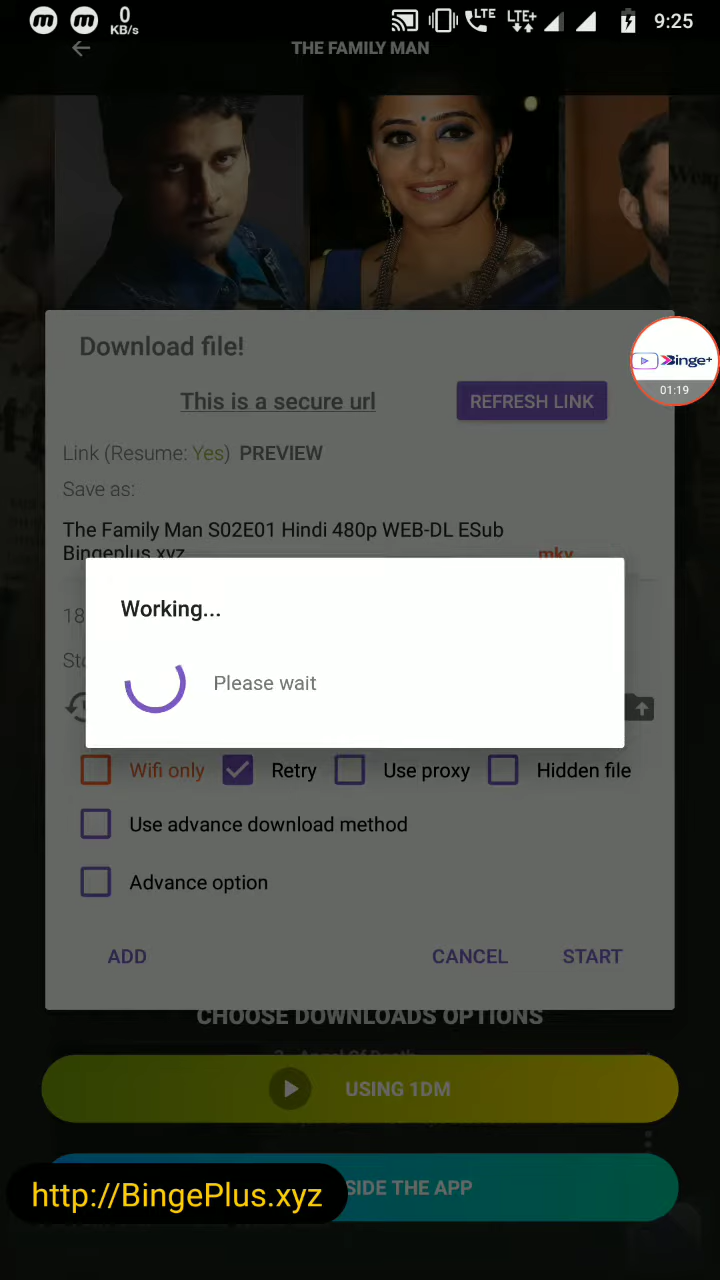 0
KB/s
LTE
LTE+
9:25
THE FAMILY MAN
Download file!
Binge+
01:19
This is a secure url
REFRESH LINK
Link (Resume: Yes) PREVIEW
Save as:
The Family Man S02E01 Hindi 480p WEB-DL ESub
Bingeplus.xyz
mkv
18
Working...
Please wait
Wifi only
Retry
Use proxy
Hidden file
Use advance download method
Advance option
ADD
CANCEL
START
CHOOSE DOWNLOADS OPTIONS
USING 1DM
SIDE THE APP
http://BingePlus.xyz